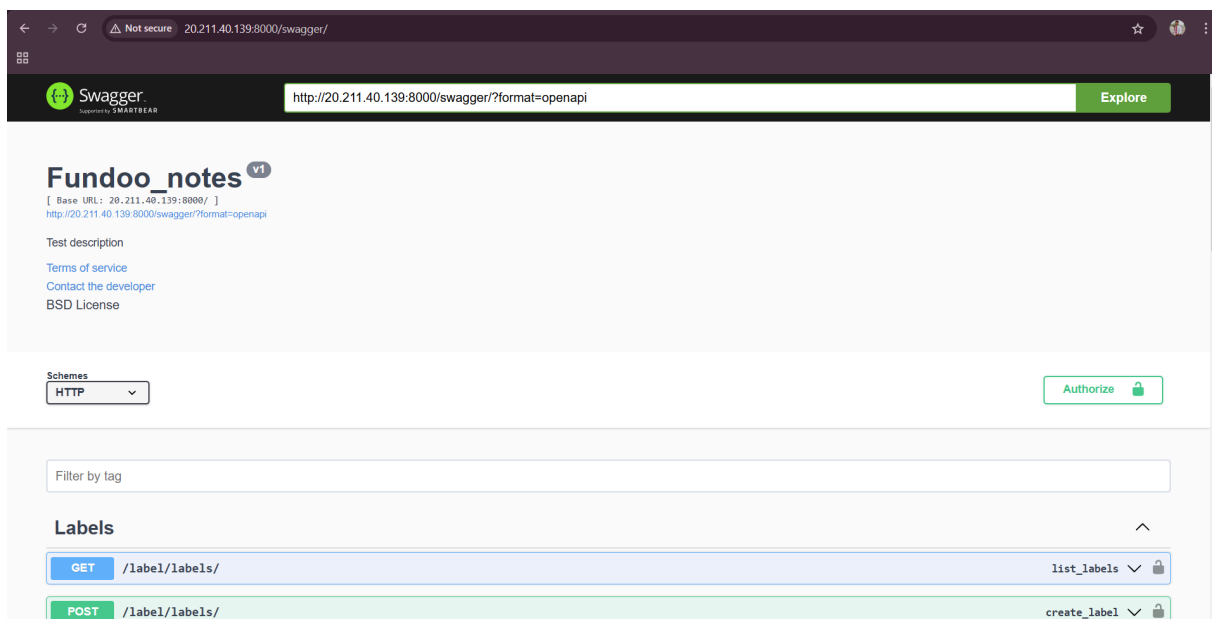 Not secure 20.211.40.139:8000/swagger/
Swagger
Supported by SMARTBEAR
http://20.211.40.139:8000/swagger/?format=openapi
Explore
Fundoo_notes v1
[ Base URL: 20.211.40.139:8000/ ]
http://20.211.40.139:8000/swagger/?format=openapi
Test description
Terms of service
Contact the developer
BSD License
Schemes
HTTP
Authorize
Filter by tag
Labels
GET /label/labels/ list_labels
POST /label/labels/ create_label